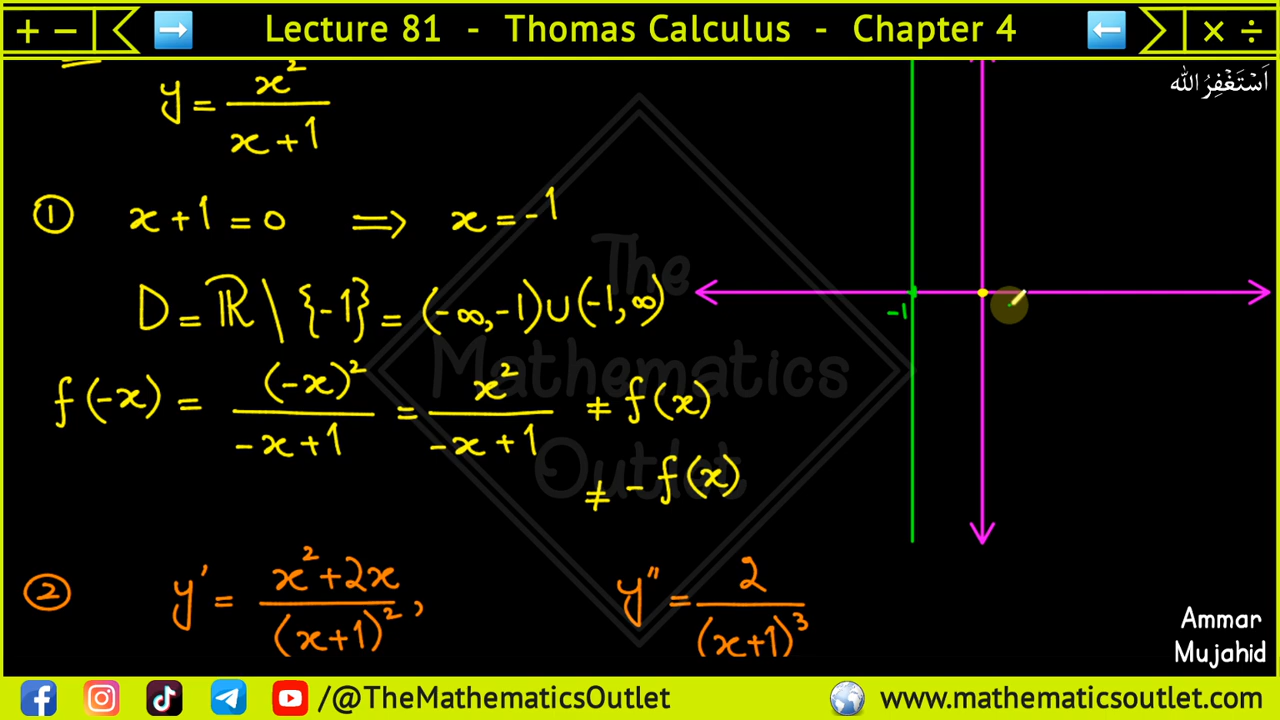 + − ➡ Lecture 81 - Thomas Calculus - Chapter 4 ⬅ × ÷
اَسْتَغْفِرُ اللّٰه
y = x² / (x+1)
① x+1 = 0 ⟹ x = -1
D = ℝ \ {-1} = (-∞,-1) ∪ (-1,∞)
f(-x) = (-x)² / (-x+1) = x² / (-x+1) ≠ f(x)
≠ -f(x)
② y' = (x²+2x) / (x+1)² , y'' = 2 / (x+1)³
-1
The
Mathematics
Outlet
Ammar
Mujahid
/@TheMathematicsOutlet www.mathematicsoutlet.com